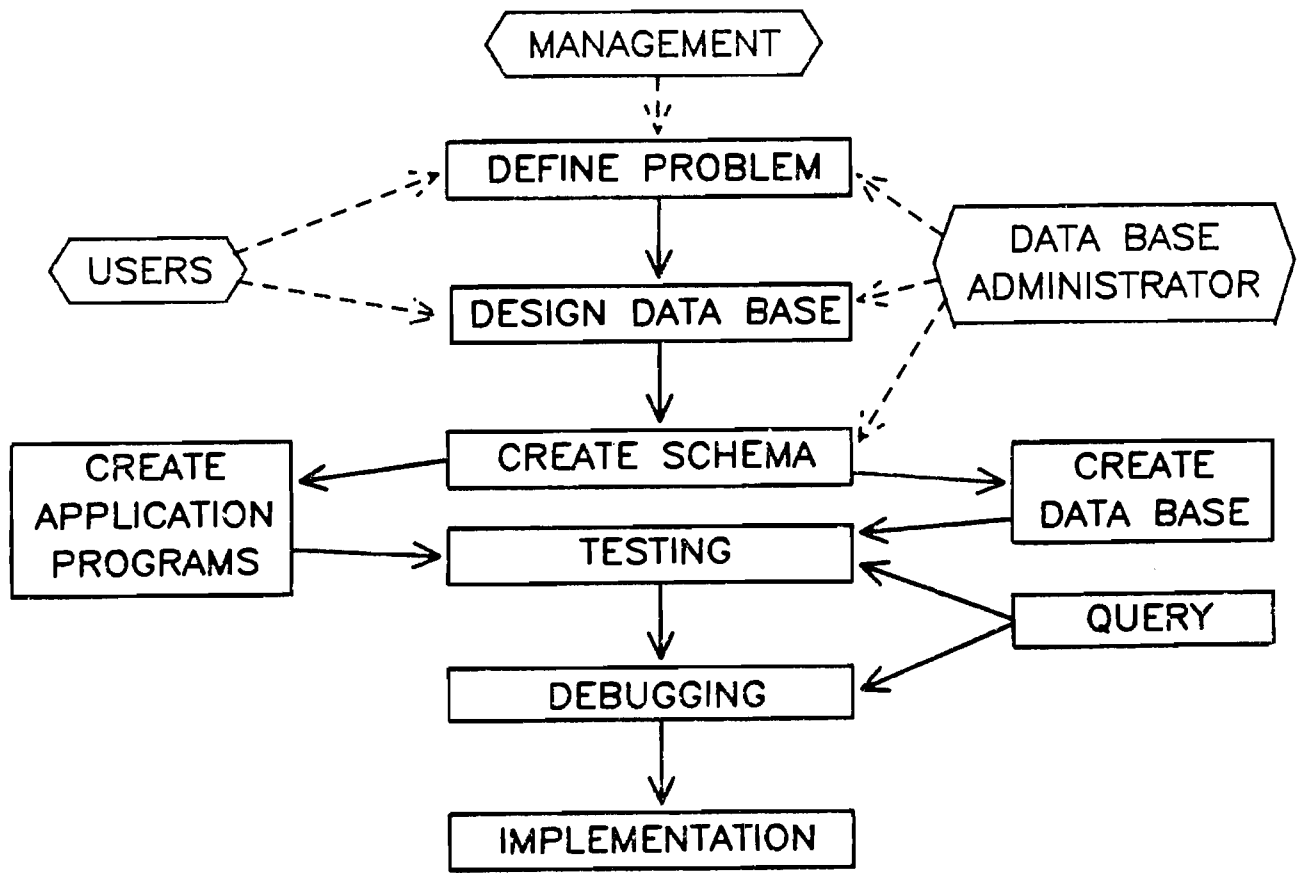 MANAGEMENT
DEFINE PROBLEM
USERS
DATA BASE
ADMINISTRATOR
DESIGN DATA BASE
CREATE SCHEMA
CREATE
APPLICATION
PROGRAMS
CREATE
DATA BASE
TESTING
QUERY
DEBUGGING
IMPLEMENTATION